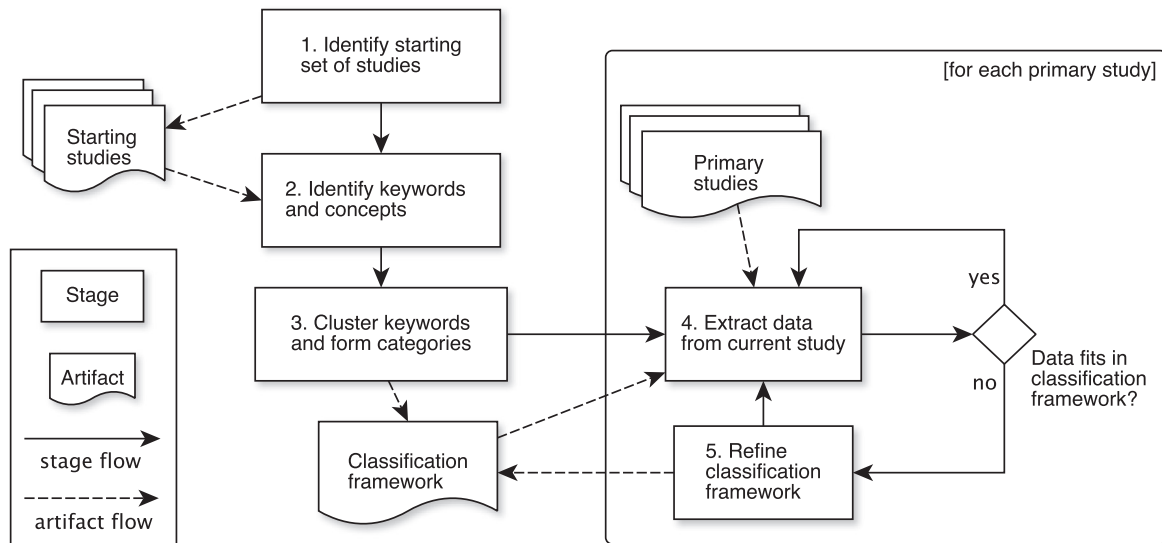 1. Identify starting
set of studies
[for each primary study]
Starting
studies
Primary
studies
2. Identify keywords
and concepts
Stage
3. Cluster keywords
and form categories
4. Extract data
from current study
yes
no
Data fits in
classification
framework?
Artifact
Classification
framework
5. Refine
classification
framework
stage flow
artifact flow